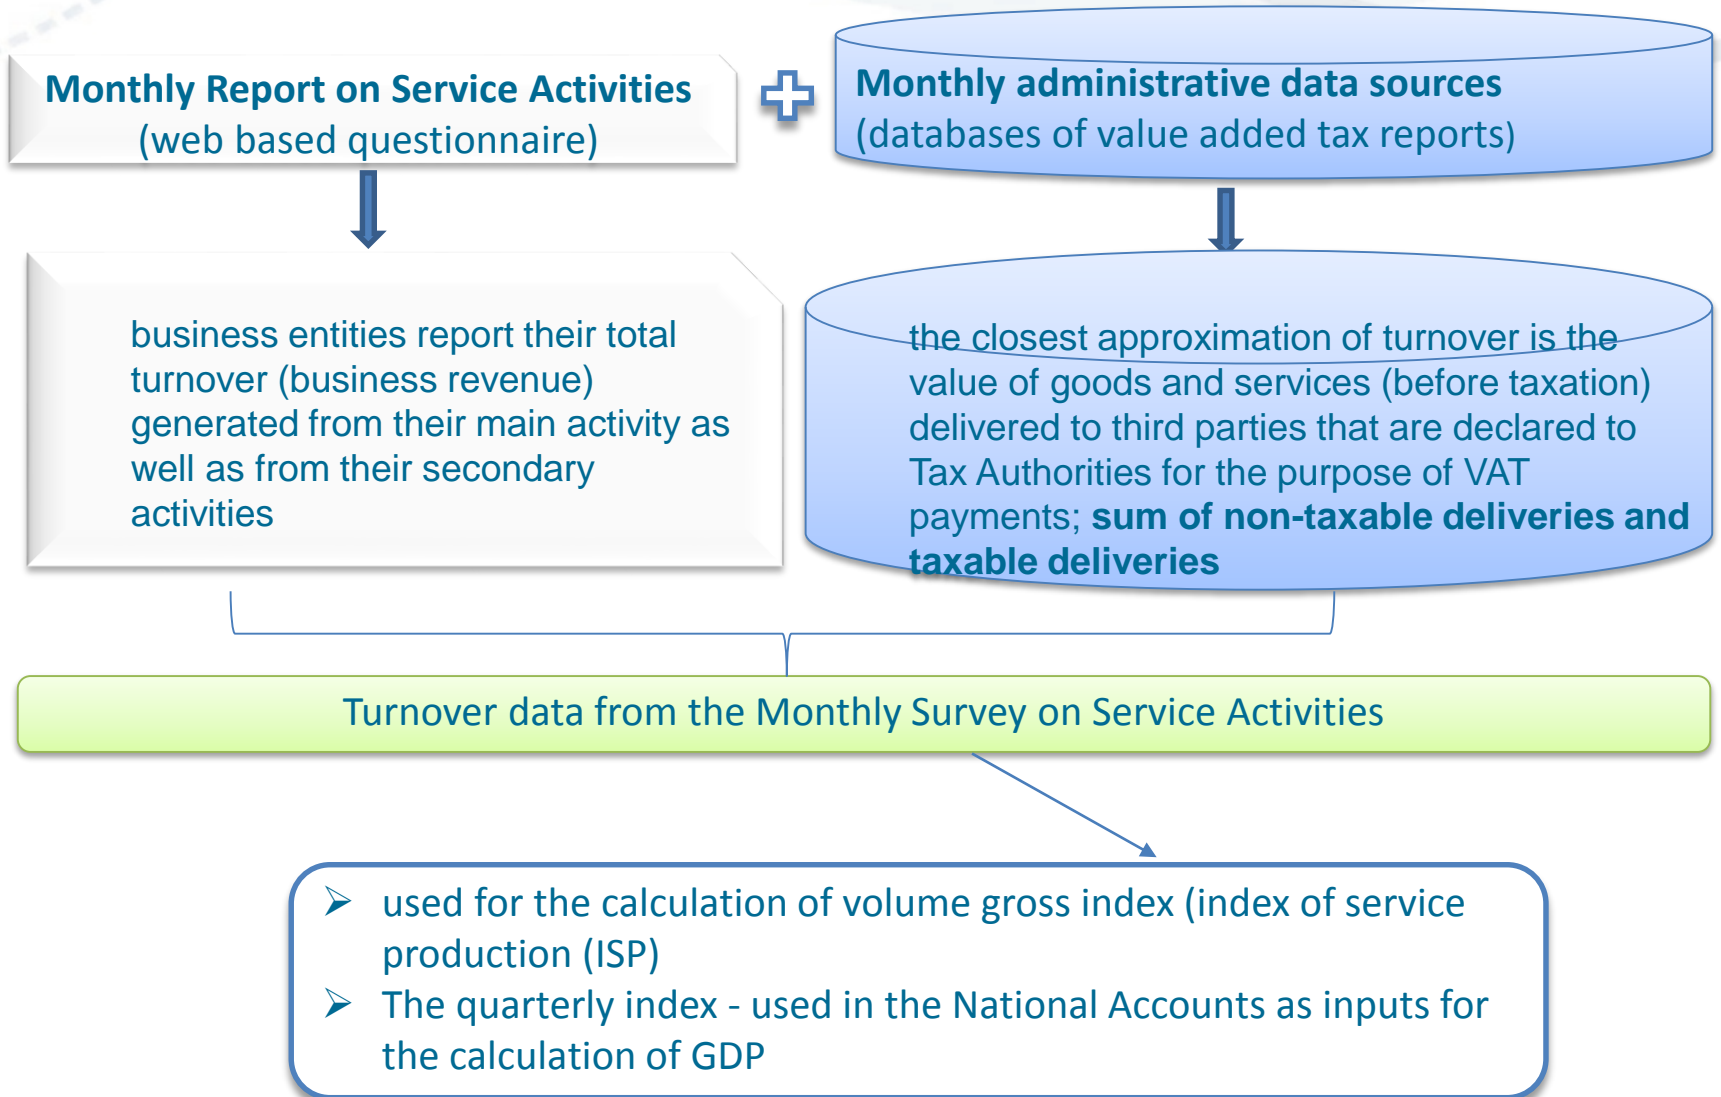 Monthly Report on Service Activities
(web based questionnaire)
Monthly administrative data sources
(databases of value added tax reports)
business entities report their total
turnover (business revenue)
generated from their main activity as
well as from their secondary
activities
the closest approximation of turnover is the
value of goods and services (before taxation)
delivered to third parties that are declared to
Tax Authorities for the purpose of VAT
payments; sum of non-taxable deliveries and
taxable deliveries
Turnover data from the Monthly Survey on Service Activities
➢ used for the calculation of volume gross index (index of service
production (ISP)
➢ The quarterly index - used in the National Accounts as inputs for
the calculation of GDP